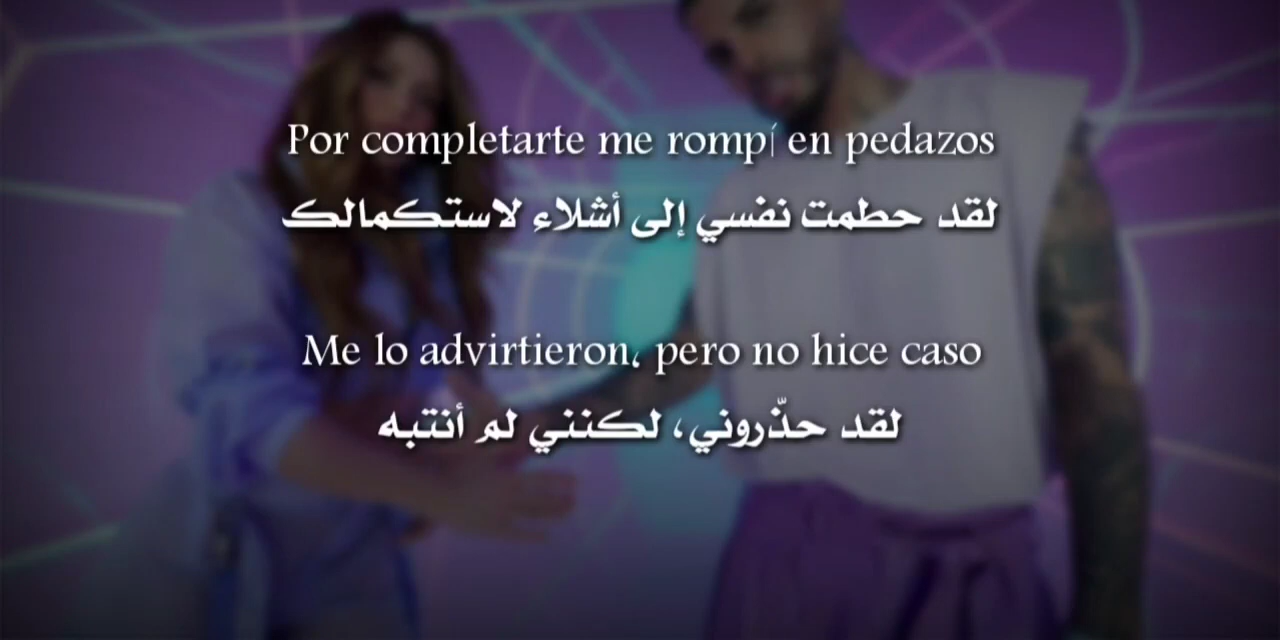 Por completarte me rompí en pedazos
لقد حطمت نفسي إلى أشلاء لاستكمالك
Me lo advirtieron, pero no hice caso
لقد حذّروني، لكنني لم أنتبه